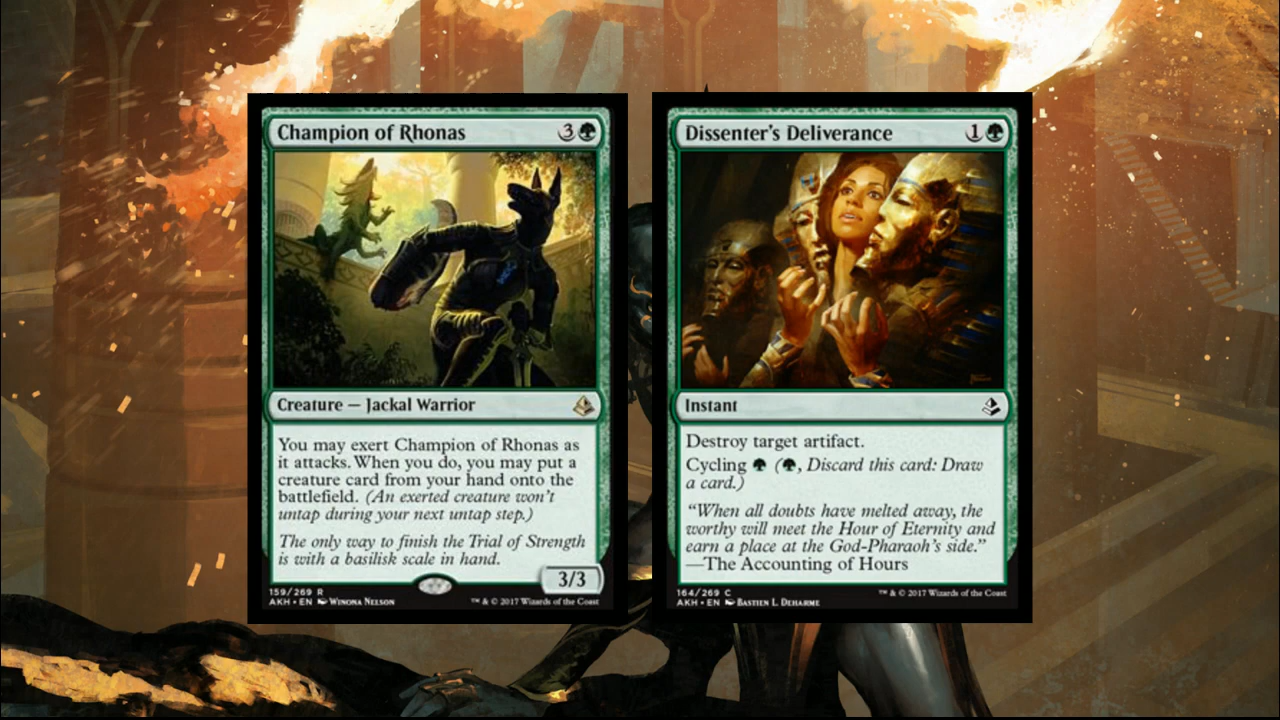 Champion of Rhonas 3
Creature — Jackal Warrior
You may exert Champion of Rhonas as
it attacks. When you do, you may put a
creature card from your hand onto the
battlefield. (An exerted creature won't
untap during your next untap step.)
The only way to finish the Trial of Strength
is with a basilisk scale in hand.
3/3
159/269 R
AKH • EN Winona Nelson ™ & © 2017 Wizards of the Coast
Dissenter's Deliverance 1
Instant
Destroy target artifact.
Cycling (, Discard this card: Draw
a card.)
"When all doubts have melted away, the
worthy will meet the Hour of Eternity and
earn a place at the God-Pharaoh's side."
—The Accounting of Hours
164/269 C
AKH • EN Bastien L. Deharme ™ & © 2017 Wizards of the Coast